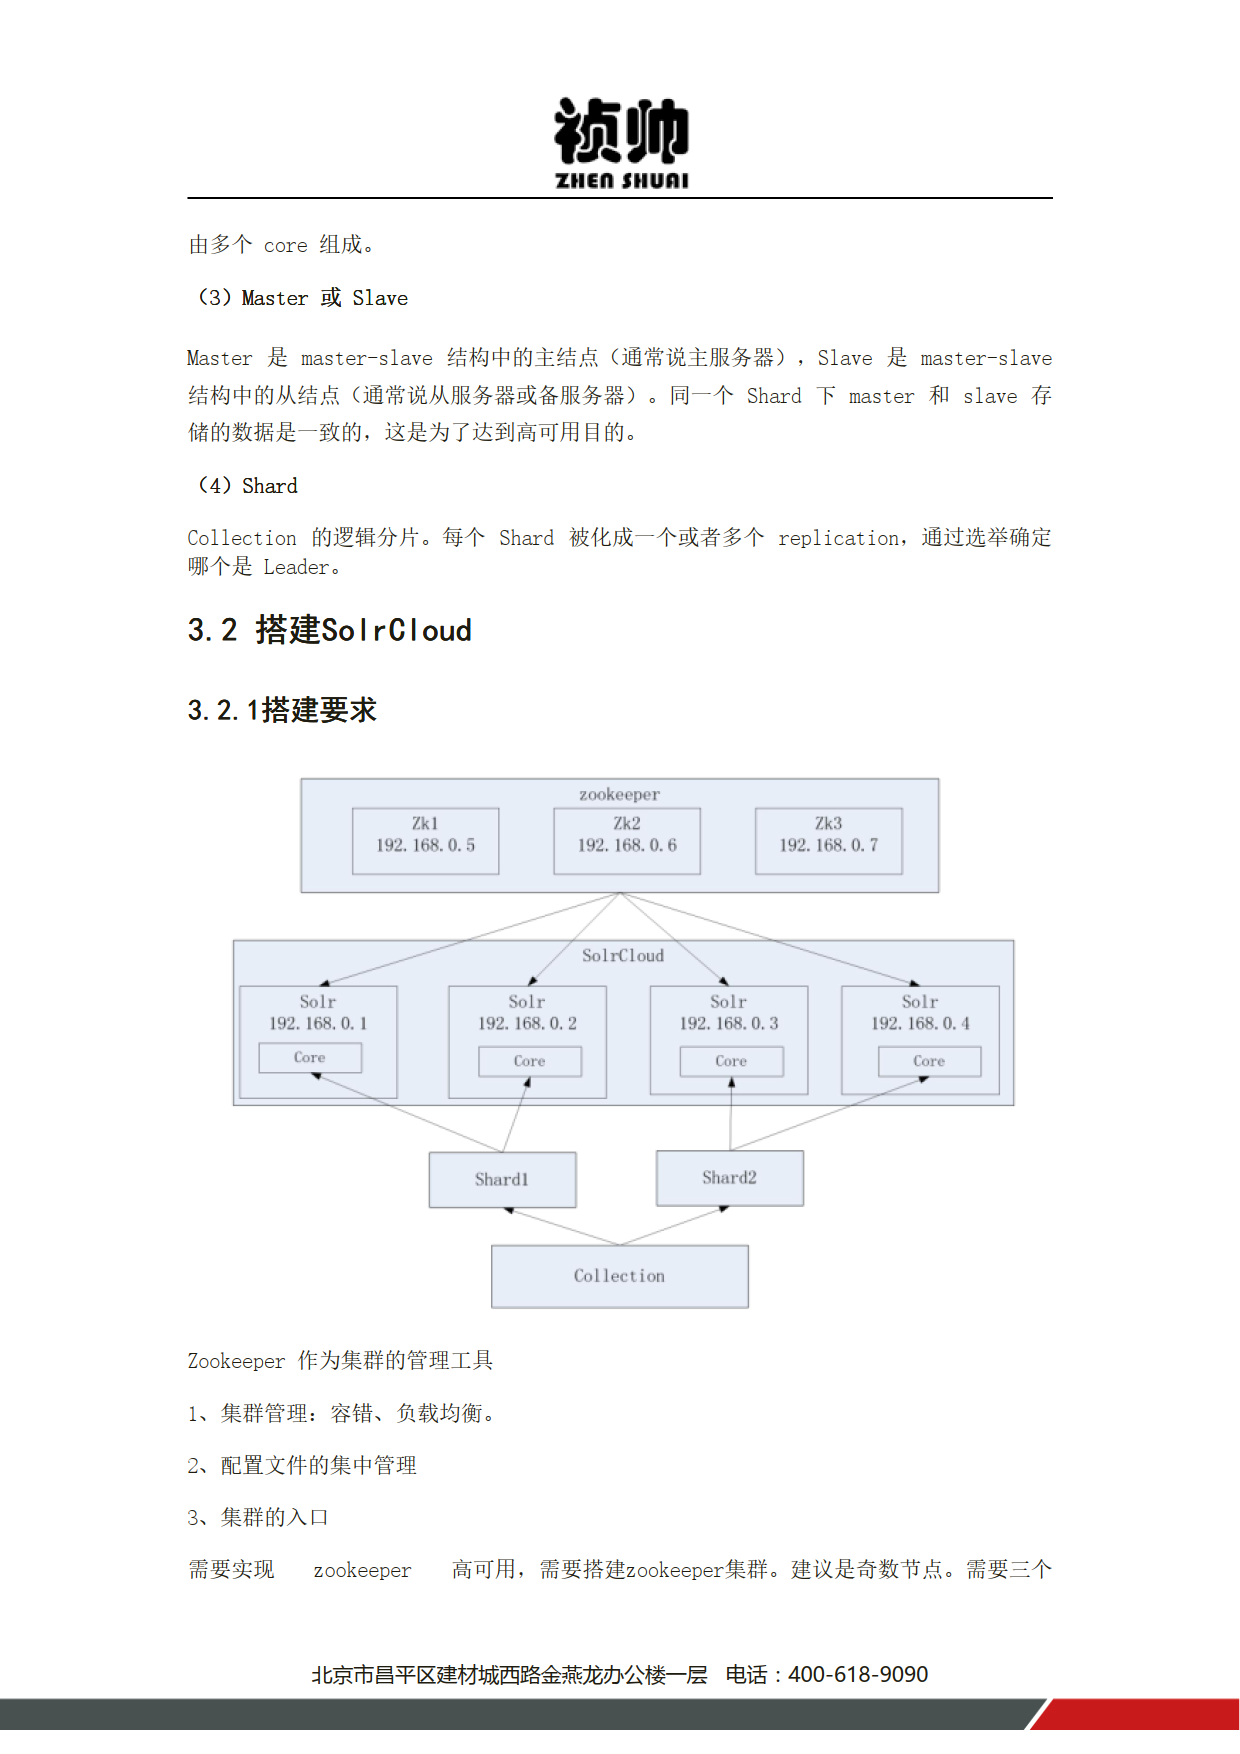 祯帅
ZHEN SHUAI
由多个 core 组成。
（3）Master 或 Slave
Master 是 master-slave 结构中的主结点（通常说主服务器），Slave 是 master-slave
结构中的从结点（通常说从服务器或备服务器）。同一个 Shard 下 master 和 slave 存
储的数据是一致的，这是为了达到高可用目的。
（4）Shard
Collection 的逻辑分片。每个 Shard 被化成一个或者多个 replication，通过选举确定
哪个是 Leader。
3.2 搭建SolrCloud
3.2.1搭建要求
zookeeper
Zk1 Zk2 Zk3
192.168.0.5 192.168.0.6 192.168.0.7
SolrCloud
Solr Solr Solr Solr
192.168.0.1 192.168.0.2 192.168.0.3 192.168.0.4
Core Core Core Core
Shard1 Shard2
Collection
Zookeeper 作为集群的管理工具
1、集群管理：容错、负载均衡。
2、配置文件的集中管理
3、集群的入口
需要实现 zookeeper 高可用，需要搭建zookeeper集群。建议是奇数节点。需要三个
北京市昌平区建材城西路金燕龙办公楼一层 电话：400-618-9090